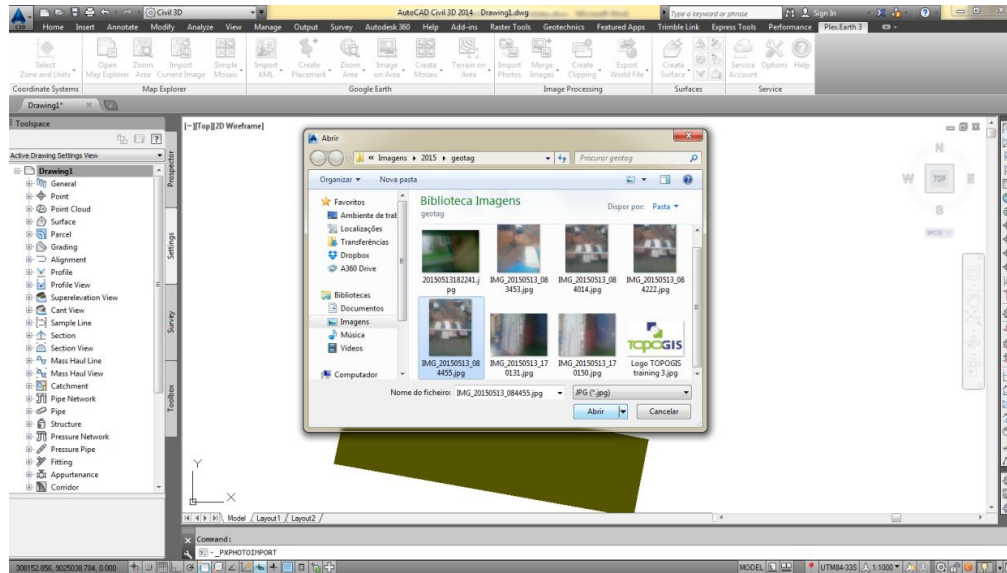 Civil 3D
AutoCAD Civil 3D 2014 Drawing1.dwg
Type a keyword or phrase
Sign In
Home Insert Annotate Modify Analyze View Manage Output Survey Autodesk 360 Help Add-ins Raster Tools Geotechnics Featured Apps Trimble Link Express Tools Performance Plex.Earth 3
Select Zone and Units
Open Map Explorer
Zoom Area
Import Current Image
Simple Mosaic
Import KML
Create Placemark
Zoom Area
Image on Area
Create Mosaic
Terrain on Area
Import Photos
Merge Images
Create Clipping
Export World File
Create Surface
Service Account
Options
Help
Coordinate Systems
Map Explorer
Google Earth
Image Processing
Surfaces
Service
Drawing1*
Toolspace
Active Drawing Settings View
Drawing1
General
Point
Point Cloud
Surface
Parcel
Grading
Alignment
Profile
Profile View
Superelevation View
Cant View
Sample Line
Section
Section View
Mass Haul Line
Mass Haul View
Catchment
Pipe Network
Pipe
Structure
Pressure Network
Pressure Pipe
Fitting
Appurtenance
Corridor
Prospector
Settings
Survey
Toolbox
[-][Top][2D Wireframe]
N
W TOP E
S
WCS
Abrir
« Imagens 2015 geotag
Procurar geotag
Organizar Nova pasta
Favoritos
Ambiente de trab
Localizações
Transferências
Dropbox
A360 Drive
Bibliotecas
Documentos
Imagens
Música
Vídeos
Computador
Biblioteca Imagens
geotag
Dispor por: Pasta
20150513182241.jpg
IMG_20150513_083453.jpg
IMG_20150513_084014.jpg
IMG_20150513_084222.jpg
IMG_20150513_084455.jpg
IMG_20150513_170131.jpg
IMG_20150513_170150.jpg
TOPOGIS
Logo TOPOGIS training 3.jpg
Nome do ficheiro: IMG_20150513_084455.jpg
JPG (*.jpg)
Abrir Cancelar
Y
X
Model Layout1 Layout2
Command:
- _PXPHOTOIMPORT
308152.856, 9025038.784, 0.000
MODEL
UTM84-33S
1:1000